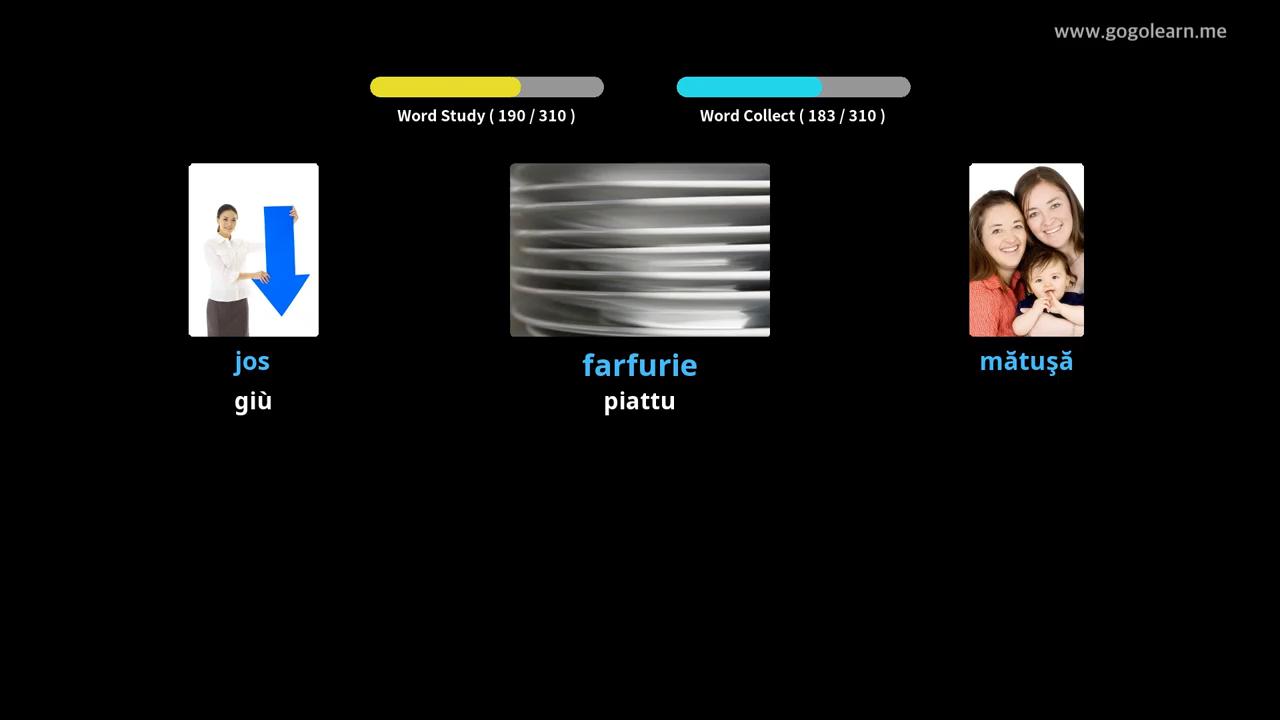 www.gogolearn.me
Word Study ( 190 / 310 )
Word Collect ( 183 / 310 )
jos
farfurie
mătuşă
giù
piattu